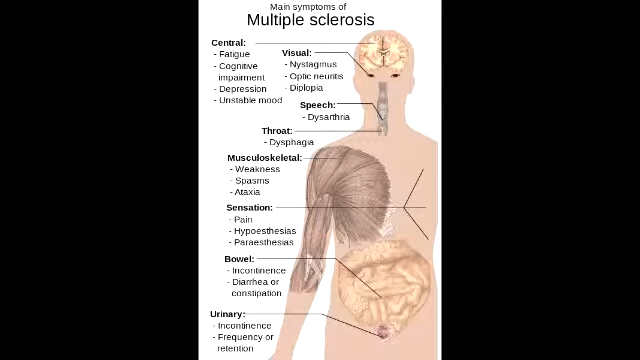 Main symptoms of
Multiple sclerosis
Central:
- Fatigue
- Cognitive
impairment
- Depression
- Unstable mood
Visual:
- Nystagmus
- Optic neuritis
- Diplopia
Speech:
- Dysarthria
Throat:
- Dysphagia
Musculoskeletal:
- Weakness
- Spasms
- Ataxia
Sensation:
- Pain
- Hypoesthesias
- Paraesthesias
Bowel:
- Incontinence
- Diarrhea or
constipation
Urinary:
- Incontinence
- Frequency or
retention